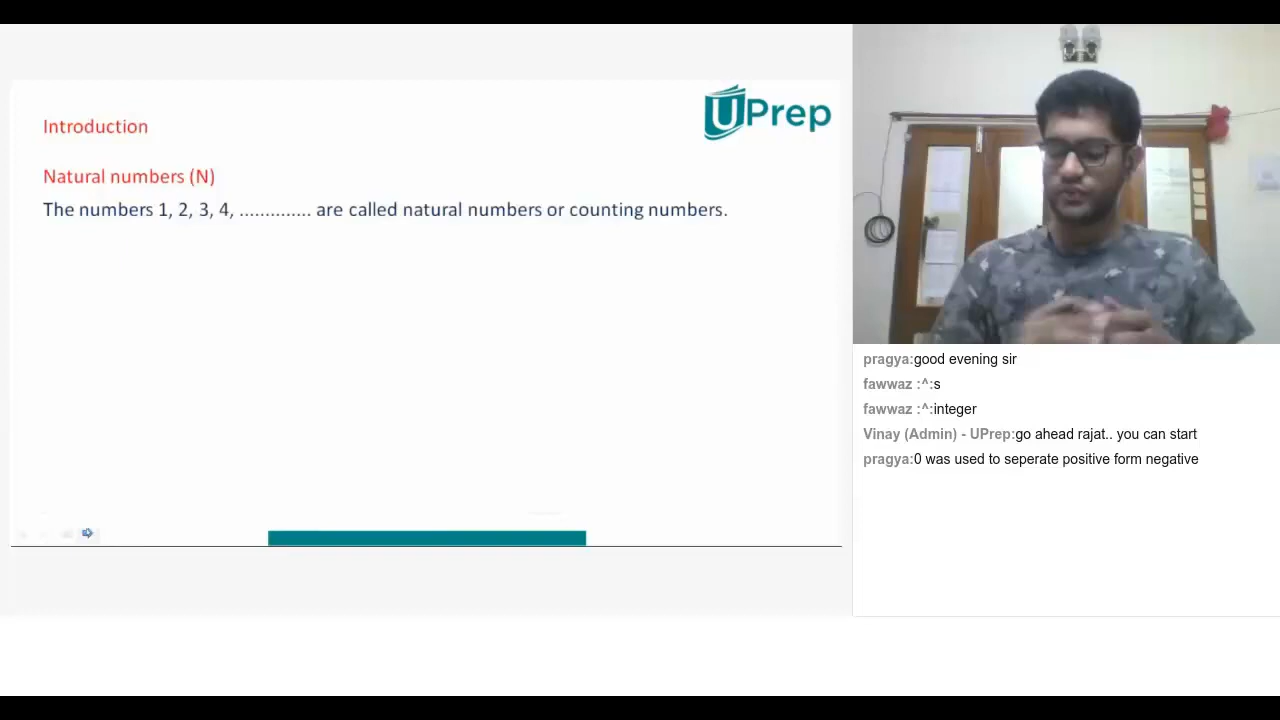 UPrep
Introduction
Natural numbers (N)
The numbers 1, 2, 3, 4, .............. are called natural numbers or counting numbers.
pragya:good evening sir
fawwaz :^:s
fawwaz :^:integer
Vinay (Admin) - UPrep:go ahead rajat.. you can start
pragya:0 was used to seperate positive form negative